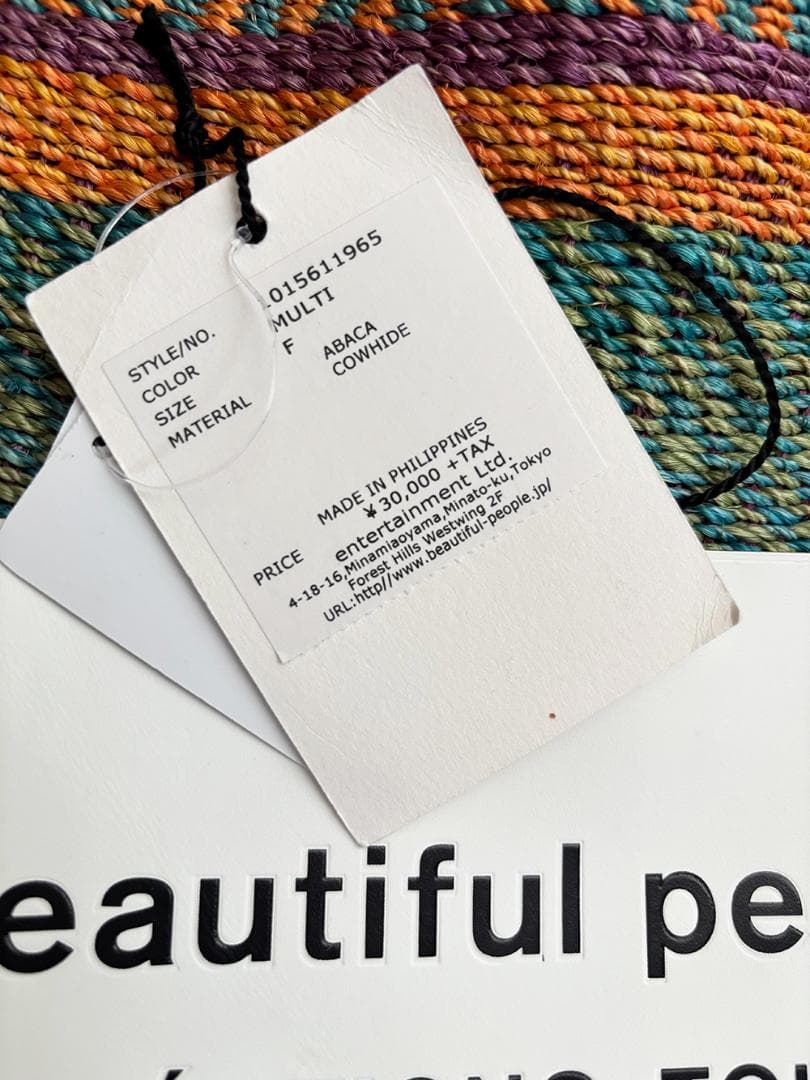 STYLE/NO. 1015611965
COLOR MULTI
SIZE F
MATERIAL ABACA
COWHIDE
MADE IN PHILIPPINES
PRICE ¥30,000 +TAX
entertainment Ltd.
4-18-16,Minamiaoyama,Minato-ku,Tokyo
Forest Hills Westwing 2F
URL:http//www.beautiful-people.jp/
eautiful pe